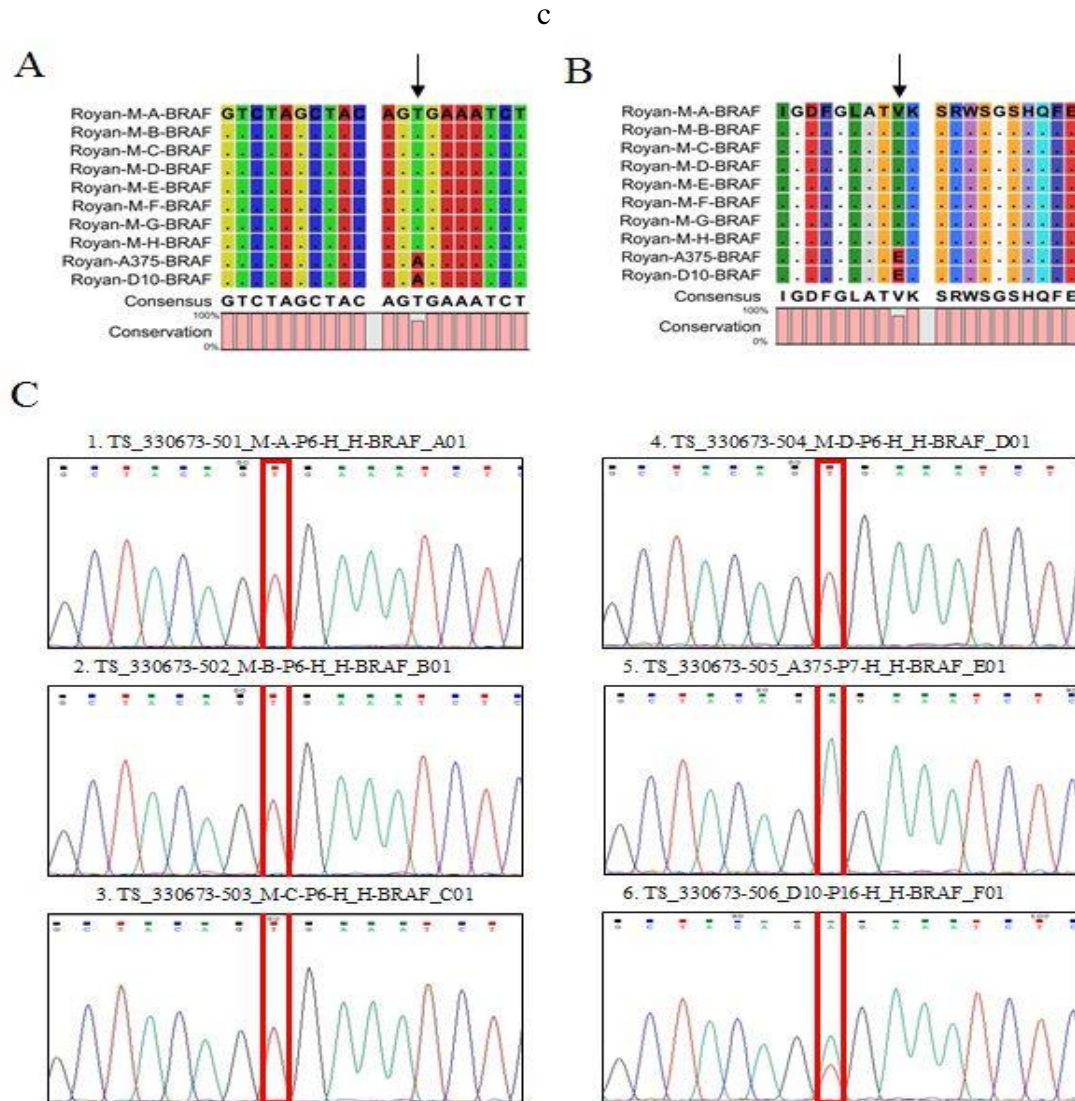 c
A
Royan-M-A-BRAF GTCTAGCTAC AGTGAAATCT
Royan-M-B-BRAF . . . . . . . . . . . . . . . . . . . .
Royan-M-C-BRAF . . . . . . . . . . . . . . . . . . . .
Royan-M-D-BRAF . . . . . . . . . . . . . . . . . . . .
Royan-M-E-BRAF . . . . . . . . . . . . . . . . . . . .
Royan-M-F-BRAF . . . . . . . . . . . . . . . . . . . .
Royan-M-G-BRAF . . . . . . . . . . . . . . . . . . . .
Royan-M-H-BRAF . . . . . . . . . . . . . . . . . . . .
Royan-A375-BRAF . . . . . . . . . . . . A . . . . . . .
Royan-D10-BRAF . . . . . . . . . . . . A . . . . . . .
Consensus GTCTAGCTAC AGTGAAATCT
100%
Conservation
0%
B
Royan-M-A-BRAF IGDFGLATVK SRWSGSHQFE
Royan-M-B-BRAF . . . . . . . . . . . . . . . . . . . .
Royan-M-C-BRAF . . . . . . . . . . . . . . . . . . . .
Royan-M-D-BRAF . . . . . . . . . . . . . . . . . . . .
Royan-M-E-BRAF . . . . . . . . . . . . . . . . . . . .
Royan-M-F-BRAF . . . . . . . . . . . . . . . . . . . .
Royan-M-G-BRAF . . . . . . . . . . . . . . . . . . . .
Royan-M-H-BRAF . . . . . . . . . . . . . . . . . . . .
Royan-A375-BRAF . . . . . . . . E . . . . . . . . . . .
Royan-D10-BRAF . . . . . . . . E . . . . . . . . . . .
Consensus IGDFGLATVK SRWSGSHQFE
100%
Conservation
0%
C
1. TS_330673-501_M-A-P6-H_H-BRAF_A01
G C T A C A G T G A A A T C T C
2. TS_330673-502_M-B-P6-H_H-BRAF_B01
G C T A C A G T G A A A T C T C
3. TS_330673-503_M-C-P6-H_H-BRAF_C01
G C T A C A G T G A A A T C T
4. TS_330673-504_M-D-P6-H_H-BRAF_D01
G C T A C A G T G A A A T C T
5. TS_330673-505_A375-P7-H_H-BRAF_E01
G C T A C A G A G A A A T C T C
6. TS_330673-506_D10-P16-H_H-BRAF_F01
G C T A C A G A G A A A T C T C